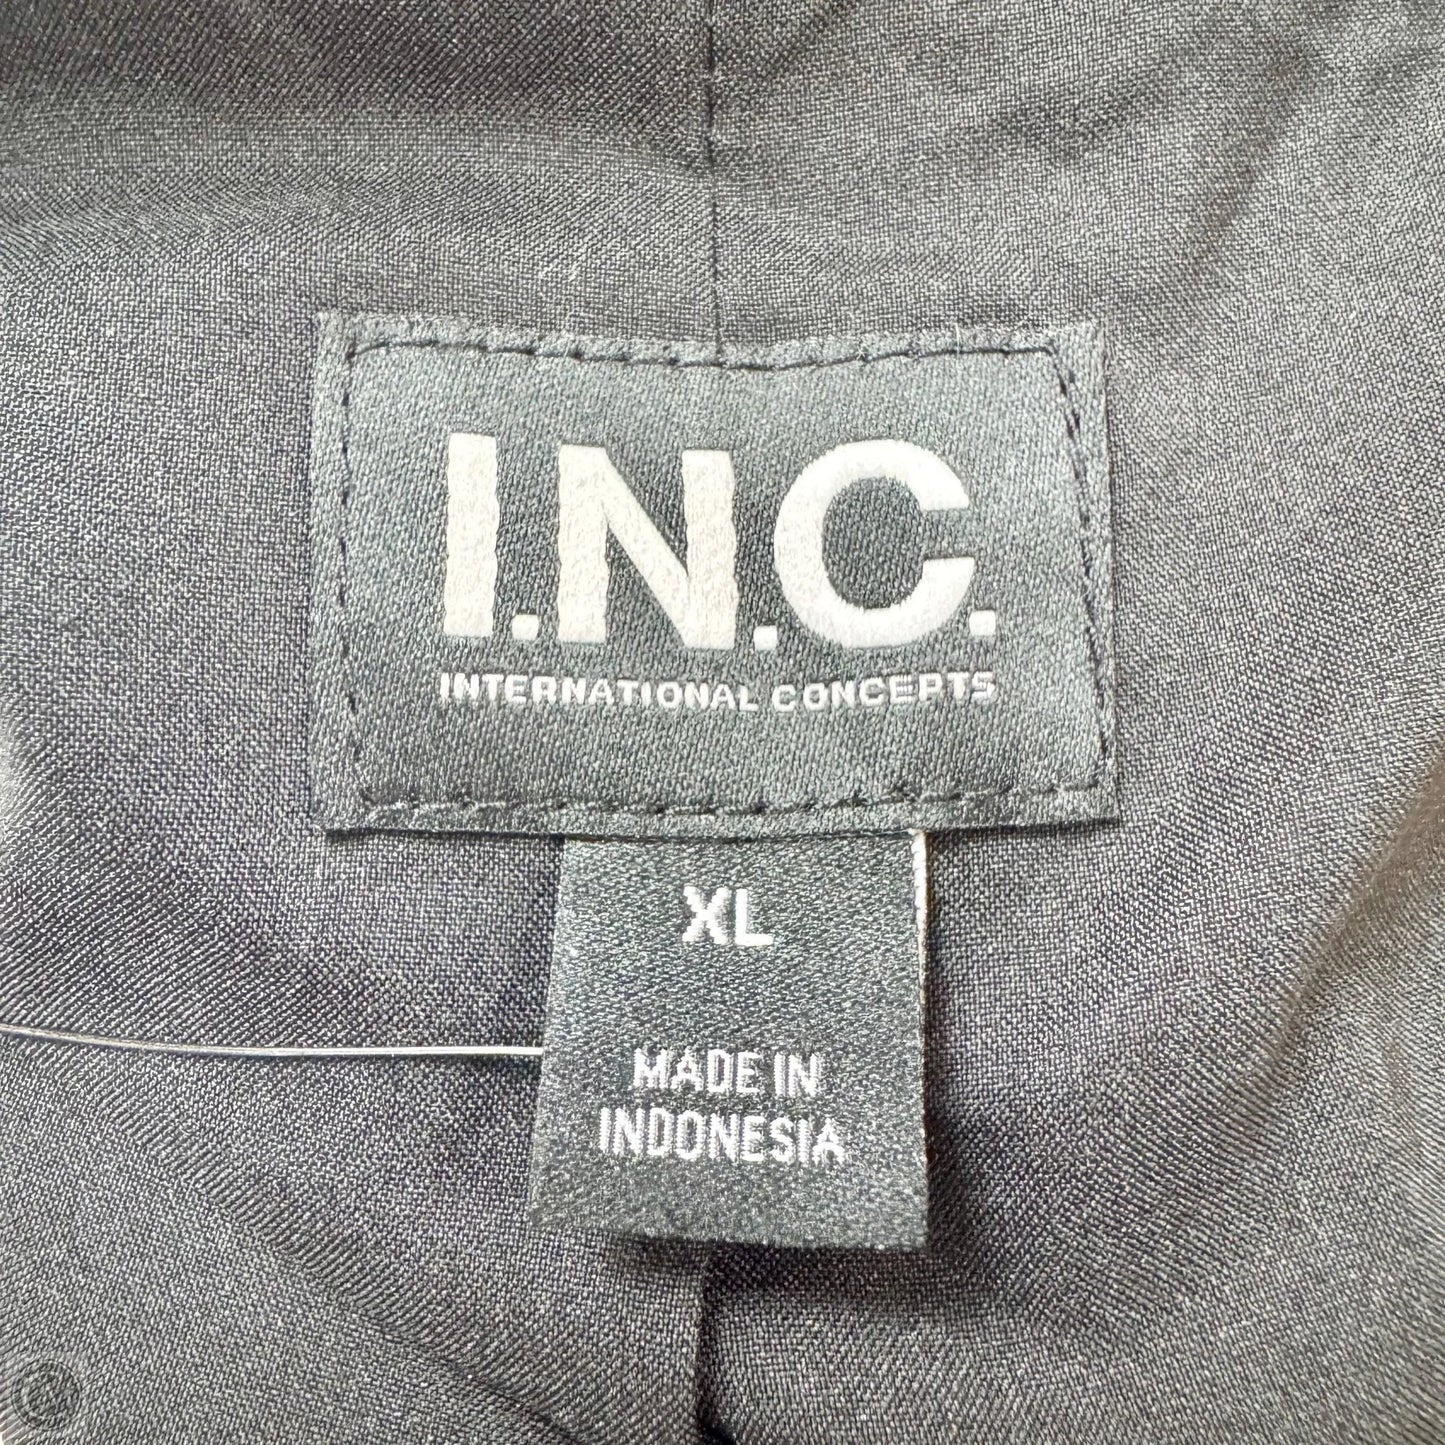 I.N.C.
INTERNATIONAL CONCEPTS
XL
MADE IN
INDONESIA